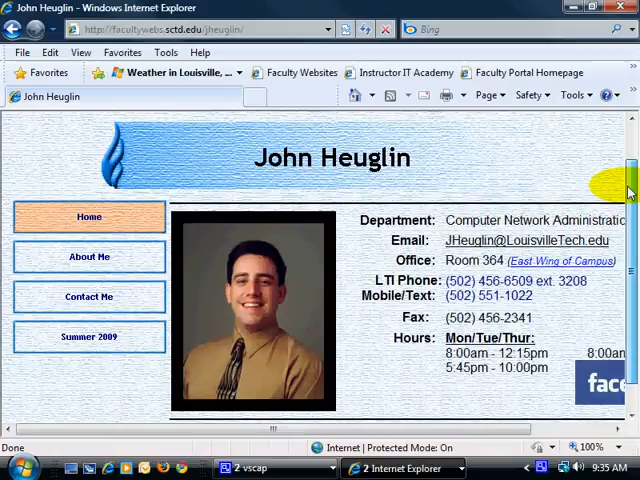 John Heuglin - Windows Internet Explorer
http://facultywebs.sctd.edu/jheuglin/
Bing
File Edit View Favorites Tools Help
Favorites Weather in Louisville, ... Faculty Websites Instructor IT Academy Faculty Portal Homepage
John Heuglin
Page Safety Tools
John Heuglin
Home
About Me
Contact Me
Summer 2009
Department: Computer Network Administratio
Email: JHeuglin@LouisvilleTech.edu
Office: Room 364 (East Wing of Campus)
LTI Phone: (502) 456-6509 ext. 3208
Mobile/Text: (502) 551-1022
Fax: (502) 456-2341
Hours: Mon/Tue/Thur:
8:00am - 12:15pm 8:00am
5:45pm - 10:00pm
face
Done Internet | Protected Mode: On 100%
2 vscap 2 Internet Explorer 9:35 AM